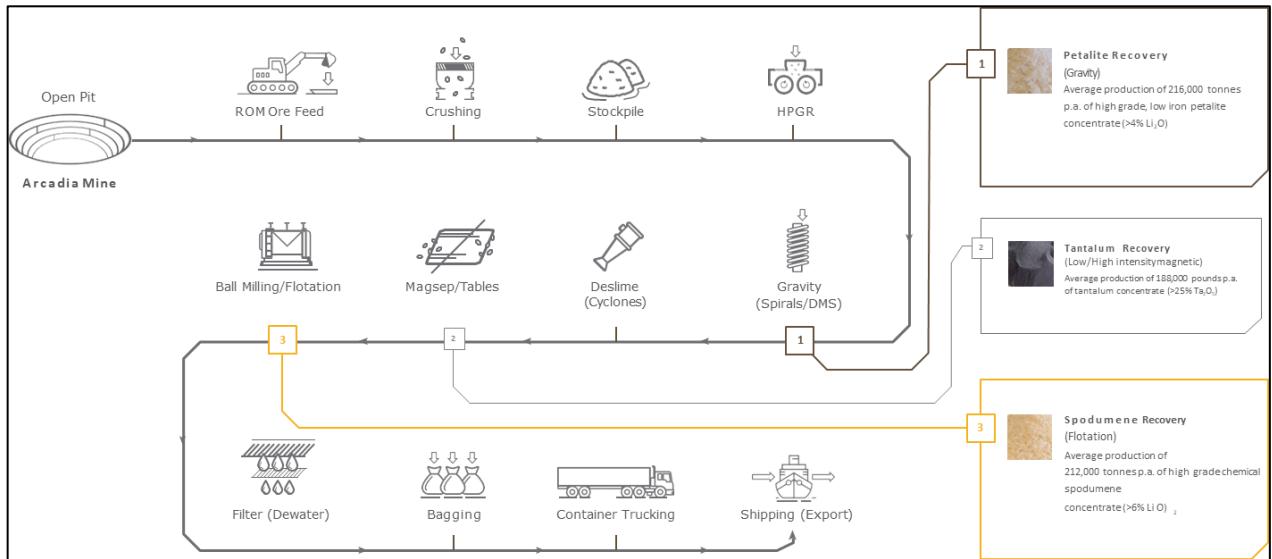 Open Pit
Arcadia Mine
ROM Ore Feed
Crushing
Stockpile
HPGR
Ball Milling/Flotation
Magsep/Tables
Deslime
(Cyclones)
Gravity
(Spirals/DMS)
3
2
1
Filter (Dewater)
Bagging
Container Trucking
Shipping (Export)
1
Petalite Recovery
(Gravity)
Average production of 216,000 tonnes
p.a. of high grade, low iron petalite
concentrate (>4% Li₂O)
2
Tantalum Recovery
(Low/High intensitymagnetic)
Average production of 188,000 pounds p.a.
of tantalum concentrate (>25% Ta₂O₅)
3
Spodumene Recovery
(Flotation)
Average production of
212,000 tonnes p.a. of high grade chemical
spodumene
concentrate (>6% Li O) ₂